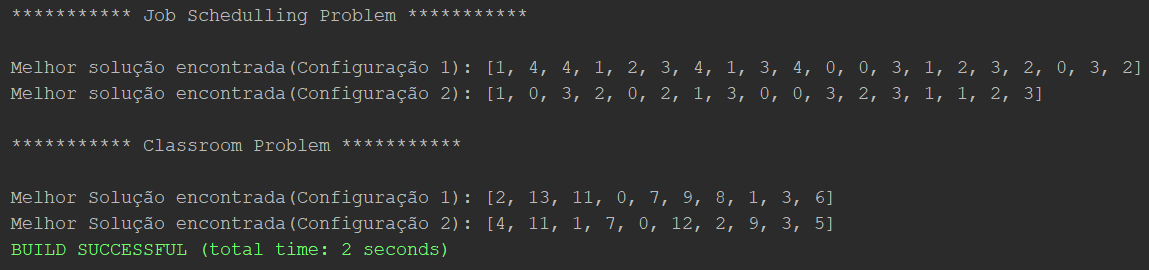 *********** Job Schedulling Problem ***********
Melhor solução encontrada(Configuração 1): [1, 4, 4, 1, 2, 3, 4, 1, 3, 4, 0, 0, 3, 1, 2, 3, 2, 0, 3, 2]
Melhor solução encontrada(Configuração 2): [1, 0, 3, 2, 0, 2, 1, 3, 0, 0, 3, 2, 3, 1, 1, 2, 3]
*********** Classroom Problem ***********
Melhor Solução encontrada(Configuração 1): [2, 13, 11, 0, 7, 9, 8, 1, 3, 6]
Melhor Solução encontrada(Configuração 2): [4, 11, 1, 7, 0, 12, 2, 9, 3, 5]
BUILD SUCCESSFUL (total time: 2 seconds)